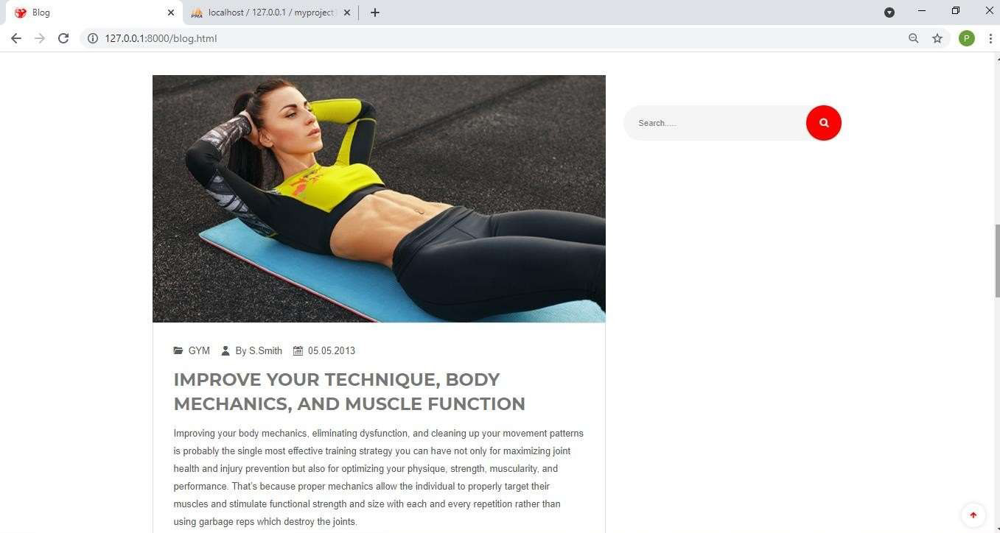 Blog
PMA
localhost / 127.0.0.1 / myproject
127.0.0.1:8000/blog.html
P
Search.....
GYM By S.Smith 05.05.2013
IMPROVE YOUR TECHNIQUE, BODY
MECHANICS, AND MUSCLE FUNCTION
Improving your body mechanics, eliminating dysfunction, and cleaning up your movement patterns
is probably the single most effective training strategy you can have not only for maximizing joint
health and injury prevention but also for optimizing your physique, strength, muscularity, and
performance. That’s because proper mechanics allow the individual to properly target their
muscles and stimulate functional strength and size with each and every repetition rather than
using garbage reps which destroy the joints.